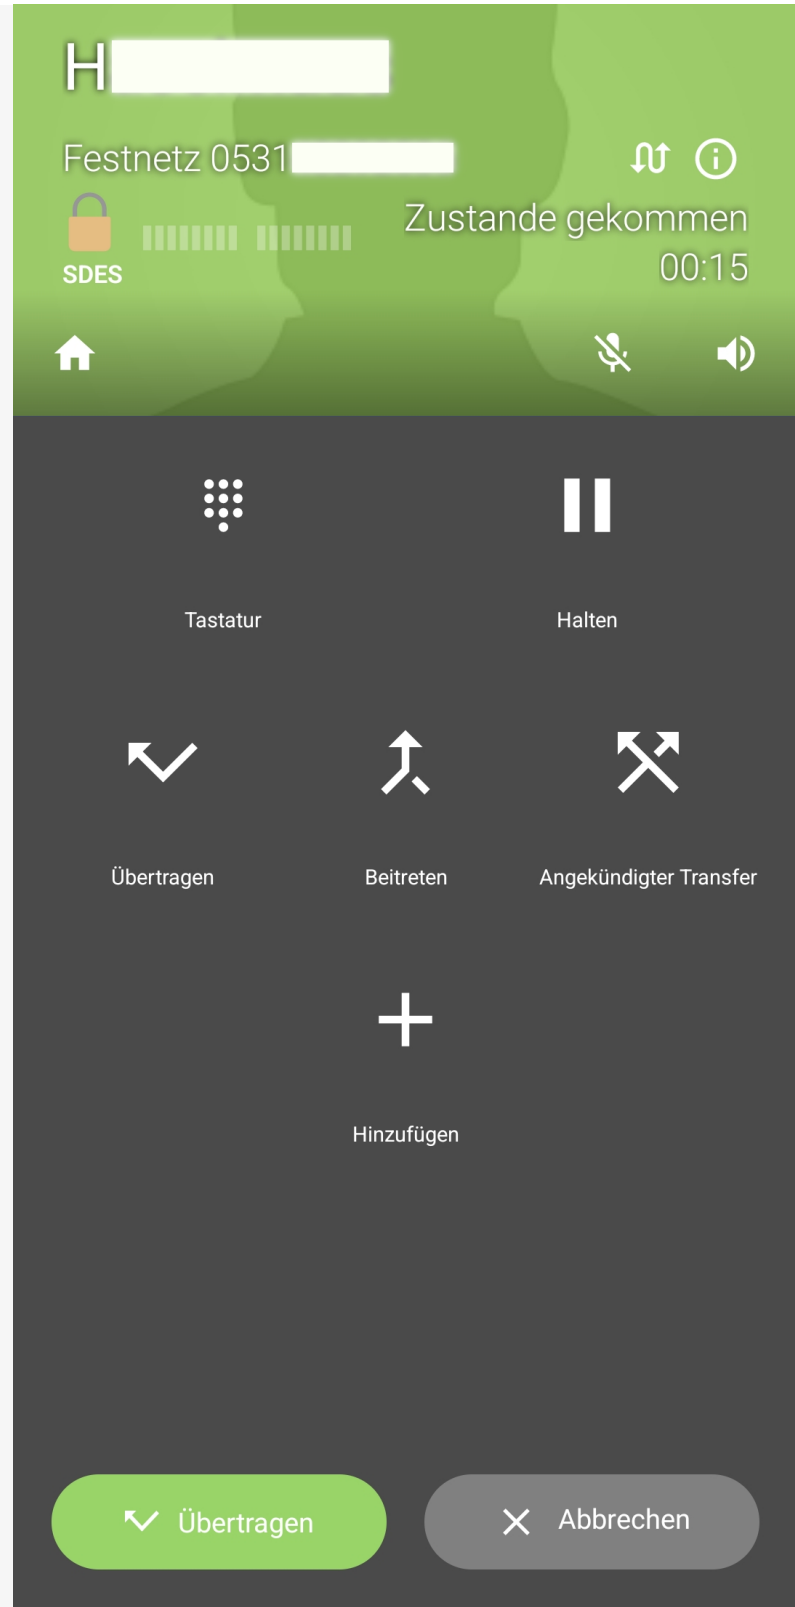 H
Festnetz 0531
Zustande gekommen
SDES
00:15
Tastatur
Halten
Übertragen
Beitreten
Angekündigter Transfer
Hinzufügen
Übertragen
Abbrechen